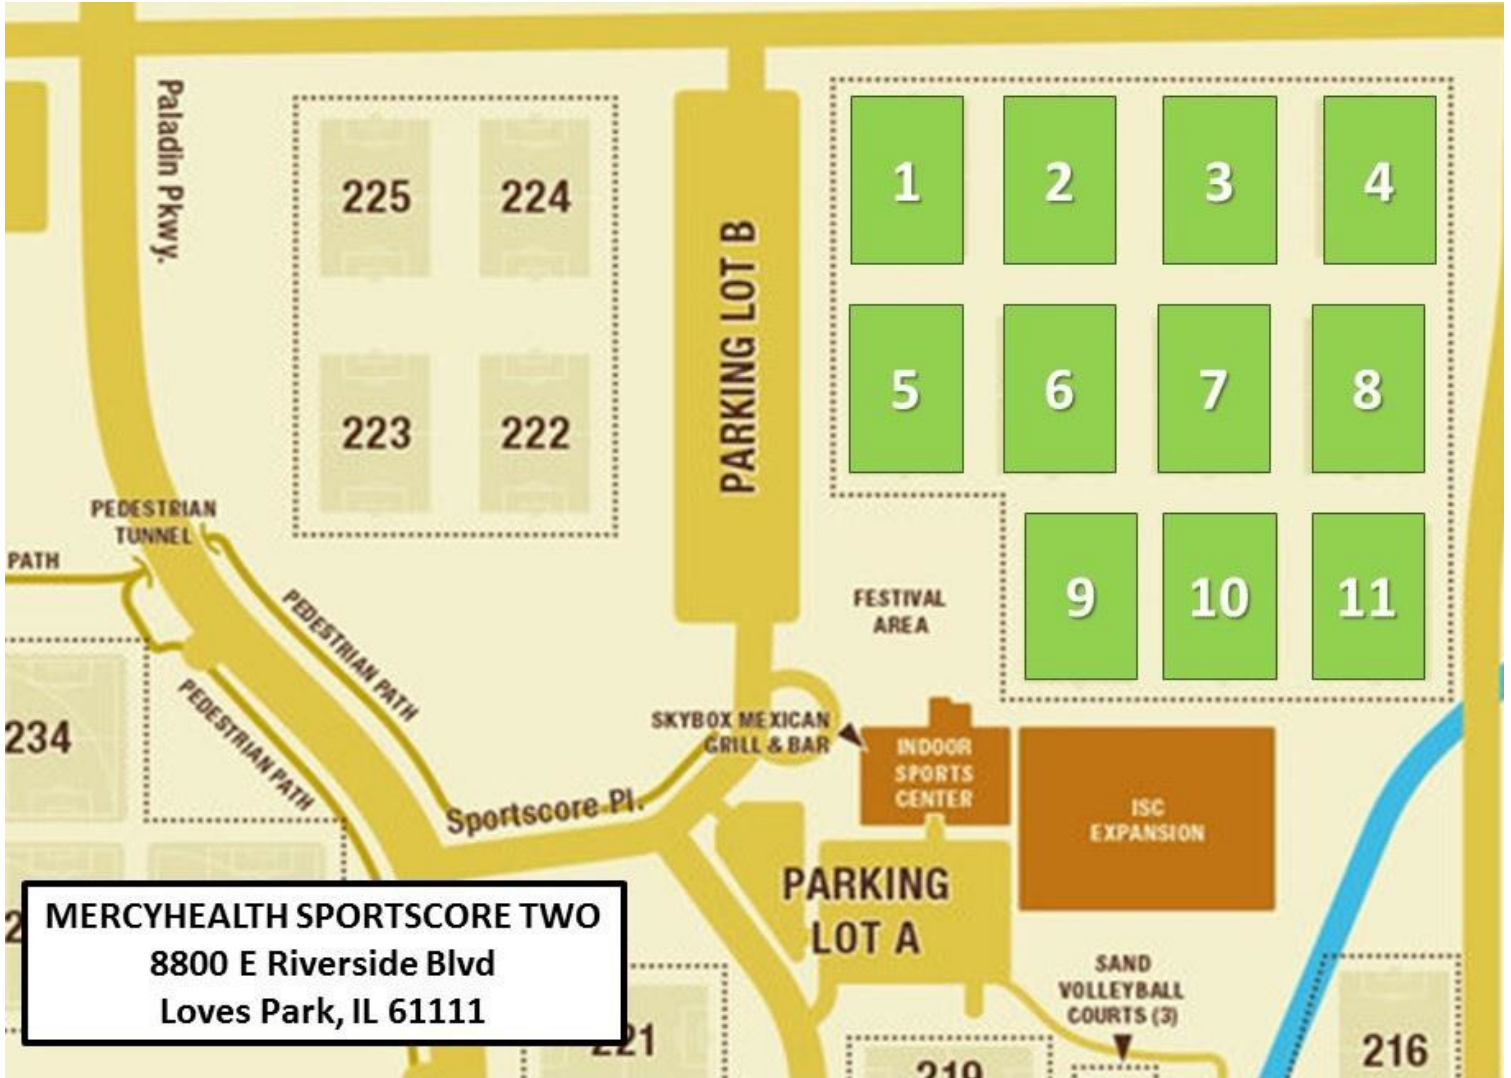 Paladin Pkwy.
225
224
223
222
PARKING LOT B
1
2
3
4
5
6
7
8
9
10
11
PEDESTRIAN
TUNNEL
PATH
PEDESTRIAN PATH
PEDESTRIAN PATH
FESTIVAL
AREA
234
SKYBOX MEXICAN
GRILL & BAR
INDOOR
SPORTS
CENTER
ISC
EXPANSION
Sportscore Pl.
PARKING
LOT A
MERCYHEALTH SPORTSCORE TWO
8800 E Riverside Blvd
Loves Park, IL 61111
SAND
VOLLEYBALL
COURTS (3)
221
219
216